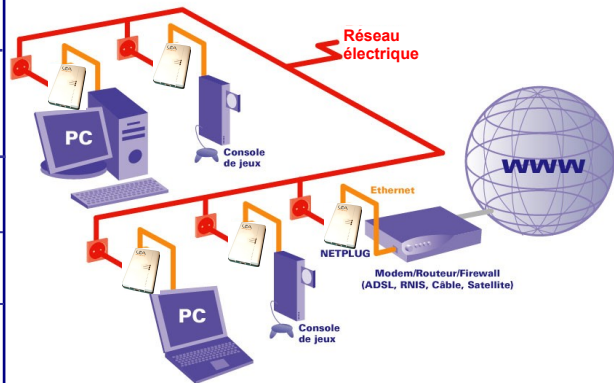 Réseau
électrique
PC
Console
de jeux
www
Ethernet
NETPLUG
Modem/Routeur/Firewall
(ADSL, RNIS, Câble, Satellite)
PC
Console
de jeux